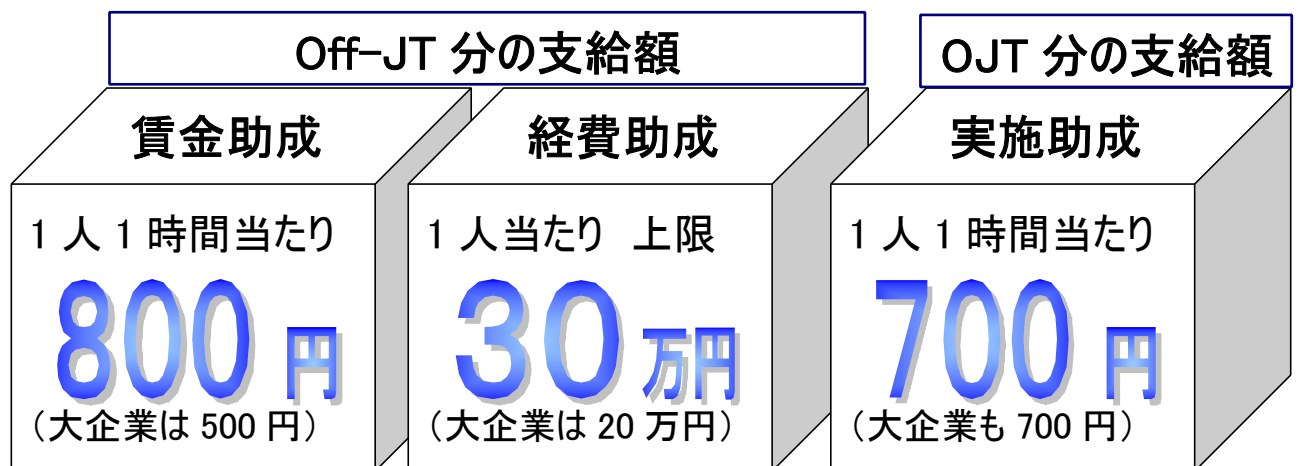 Off-JT 分の支給額
OJT 分の支給額
賃金助成
経費助成
実施助成
1 人 1 時間当たり
800 円
（大企業は 500 円）
1 人当たり 上限
30 万円
（大企業は 20 万円）
1 人 1 時間当たり
700 円
（大企業も 700 円）